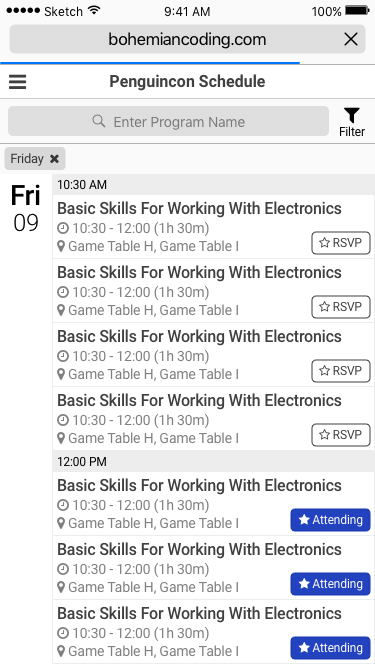 Sketch 9:41 AM 100%
bohemiancoding.com
Penguincon Schedule
Enter Program Name
Filter
Friday
Fri
09
10:30 AM
Basic Skills For Working With Electronics
10:30 - 12:00 (1h 30m)
Game Table H, Game Table I
RSVP
Basic Skills For Working With Electronics
10:30 - 12:00 (1h 30m)
Game Table H, Game Table I
RSVP
Basic Skills For Working With Electronics
10:30 - 12:00 (1h 30m)
Game Table H, Game Table I
RSVP
Basic Skills For Working With Electronics
10:30 - 12:00 (1h 30m)
Game Table H, Game Table I
RSVP
12:00 PM
Basic Skills For Working With Electronics
10:30 - 12:00 (1h 30m)
Game Table H, Game Table I
Attending
Basic Skills For Working With Electronics
10:30 - 12:00 (1h 30m)
Game Table H, Game Table I
Attending
Basic Skills For Working With Electronics
10:30 - 12:00 (1h 30m)
Game Table H, Game Table I
Attending